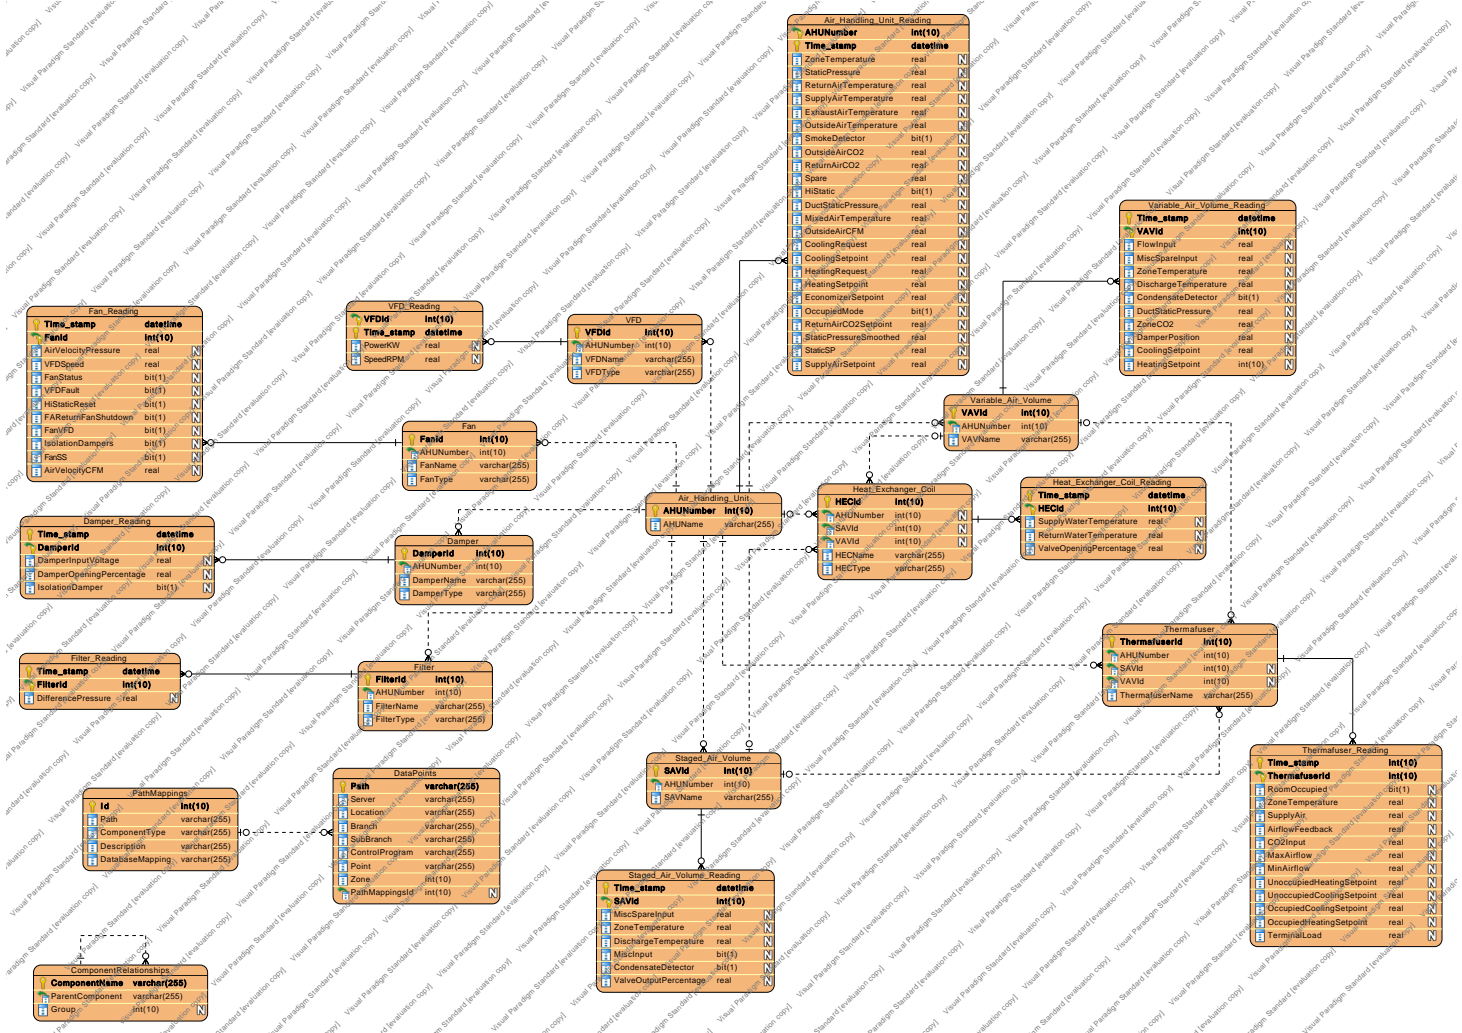 Air_Handling_Unit_Reading
AHUNumber int(10)
Time_stamp datetime
ZoneTemperature real N
StaticPressure real N
ReturnAirTemperature real N
SupplyAirTemperature real N
ExhaustAirTemperature real N
OutsideAirTemperature real N
SmokeDetector bit(1) N
OutsideAirCO2 real N
ReturnAirCO2 real N
Spare real N
HiStatic bit(1) N
DuctStaticPressure real N
MixedAirTemperature real N
OutsideAirCFM real N
CoolingRequest real N
CoolingSetpoint real N
HeatingRequest real N
HeatingSetpoint real N
EconomizerSetpoint real N
OccupiedMode bit(1) N
ReturnAirCO2Setpoint real N
StaticPressureSmoothed real N
StaticSP real N
SupplyAirSetpoint real N
Variable_Air_Volume_Reading
Time_stamp datetime
VAVId int(10)
FlowInput real N
MiscSpareInput real N
ZoneTemperature real N
DischargeTemperature real N
CondensateDetector bit(1) N
DuctStaticPressure real N
ZoneCO2 real N
DamperPosition real N
CoolingSetpoint real N
HeatingSetpoint int(10) N
Fan_Reading
Time_stamp datetime
FanId int(10)
AirVelocityPressure real N
VFDSpeed real N
FanStatus bit(1) N
VFDFault bit(1) N
HiStaticReset bit(1) N
FAReturnFanShutdown bit(1) N
FanVFD bit(1) N
IsolationDampers bit(1) N
FanSS bit(1) N
AirVelocityCFM real N
VFD_Reading
VFDId int(10)
Time_stamp datetime
PowerKW real N
SpeedRPM real N
VFD
VFDId int(10)
AHUNumber int(10)
VFDName varchar(255)
VFDType varchar(255)
Variable_Air_Volume
VAVId int(10)
AHUNumber int(10)
VAVName varchar(255)
Fan
FanId int(10)
AHUNumber int(10)
FanName varchar(255)
FanType varchar(255)
Air_Handling_Unit
AHUNumber int(10)
AHUName varchar(255)
Heat_Exchanger_Coil
HECId int(10)
AHUNumber int(10)
SAVId int(10) N
VAVId int(10) N
HECName varchar(255)
HECType varchar(255)
Heat_Exchanger_Coil_Reading
Time_stamp datetime
HECId int(10)
SupplyWaterTemperature real N
ReturnWaterTemperature real N
ValveOpeningPercentage real N
Damper_Reading
Time_stamp datetime
DamperId int(10)
DamperInputVoltage real N
DamperOpeningPercentage real N
IsolationDamper bit(1) N
Damper
DamperId int(10)
AHUNumber int(10)
DamperName varchar(255)
DamperType varchar(255)
Thermafuser
ThermafuserId int(10)
AHUNumber int(10)
SAVId int(10) N
VAVId int(10) N
ThermafuserName varchar(255)
Filter_Reading
Time_stamp datetime
FilterId int(10)
DifferencePressure real N
Filter
FilterId int(10)
AHUNumber int(10)
FilterName varchar(255)
FilterType varchar(255)
Staged_Air_Volume
SAVId int(10)
AHUNumber int(10)
SAVName varchar(255)
Thermafuser_Reading
Time_stamp datetime
ThermafuserId int(10)
RoomOccupied bit(1) N
ZoneTemperature real N
SupplyAir real N
AirflowFeedback real N
CO2Input real N
MaxAirflow real N
MinAirflow real N
UnoccupiedHeatingSetpoint real N
UnoccupiedCoolingSetpoint real N
OccupiedCoolingSetpoint real N
OccupiedHeatingSetpoint real N
TerminalLoad real N
PathMappings
Id int(10)
Path varchar(255)
ComponentType varchar(255)
Description varchar(255)
DatabaseMapping varchar(255)
DataPoints
Path varchar(255)
Server varchar(255)
Location varchar(255)
Branch varchar(255)
SubBranch varchar(255)
ControlProgram varchar(255)
Point varchar(255)
Zone int(10)
PathMappingsId int(10) N
Staged_Air_Volume_Reading
Time_stamp datetime
SAVId int(10)
MiscSpareInput real N
ZoneTemperature real N
DischargeTemperature real N
MiscInput bit(1) N
CondensateDetector bit(1) N
ValveOutputPercentage real N
ComponentRelationships
ComponentName varchar(255)
ParentComponent varchar(255)
Group int(10) N
Visual Paradigm Standard [evaluation copy]